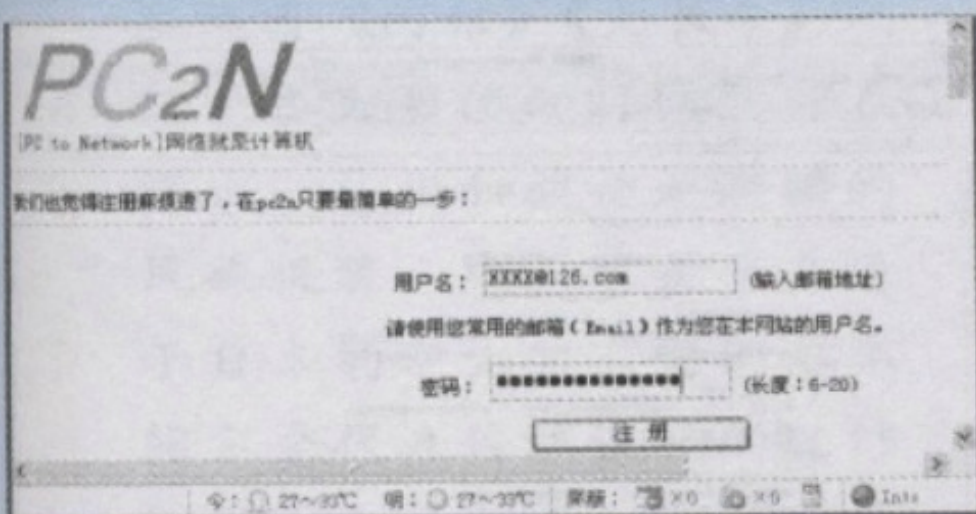 PC2N
[PC to Network]网络就是计算机
我们也觉得注册麻烦透了，在pc2n只要最简单的一步：
用户名： XXXX@126.com （输入邮箱地址）
请使用您常用的邮箱（Email）作为您在本网站的用户名。
密码： •••••••••••••• （长度：6-20）
注 册
今： 27～33℃ 明： 27～33℃ ×0 ×0 Inte